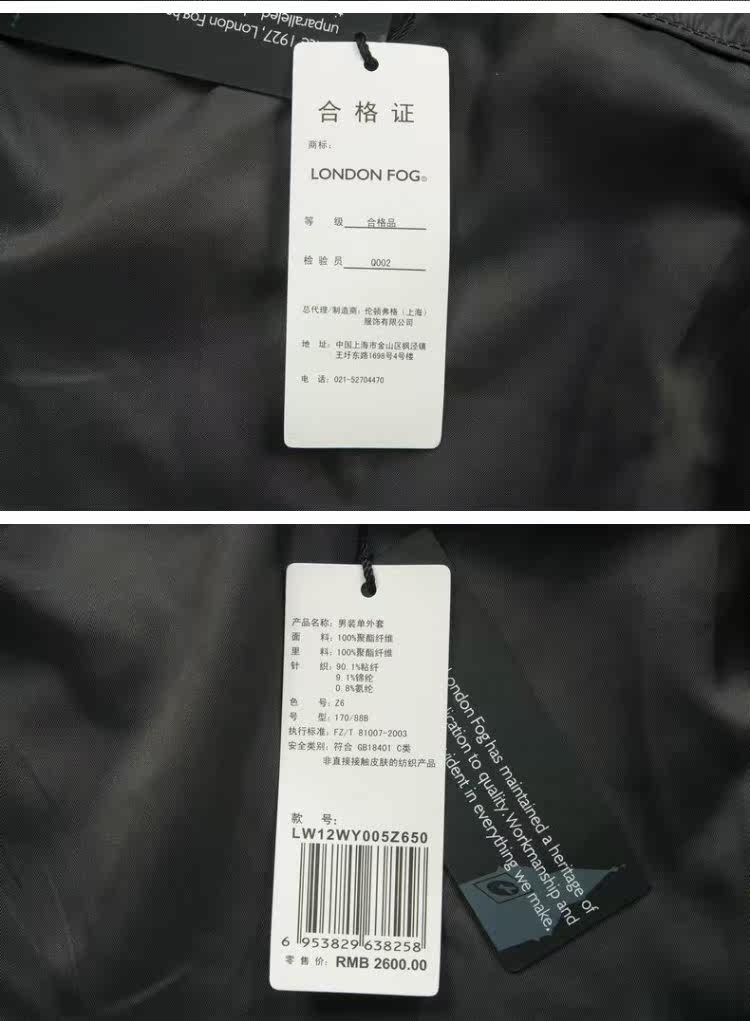 ce 1927, London Fog ha
unparalleled
合格证
商标:
LONDON FOG®
等 级 合格品
检验员 Q002
总代理/制造商: 伦顿弗格(上海)
服饰有限公司
地 址: 中国上海市金山区枫泾镇
王圩东路1698号4号楼
电 话: 021-52704470
产品名称: 男装单外套
面 料: 100%聚酯纤维
里 料: 100%聚酯纤维
针 织: 90.1%粘纤
9.1%锦纶
0.8%氨纶
色 号: Z6
号 型: 170/88B
执行标准: FZ/T 81007-2003
安全类别: 符合 GB18401 C类
非直接接触皮肤的纺织产品
款 号:
LW12WY005Z650
6 953829 638258
零售价: RMB 2600.00
London Fog has maintained a heritage of
ication to quality. Workmanship and
ident in everything we make.